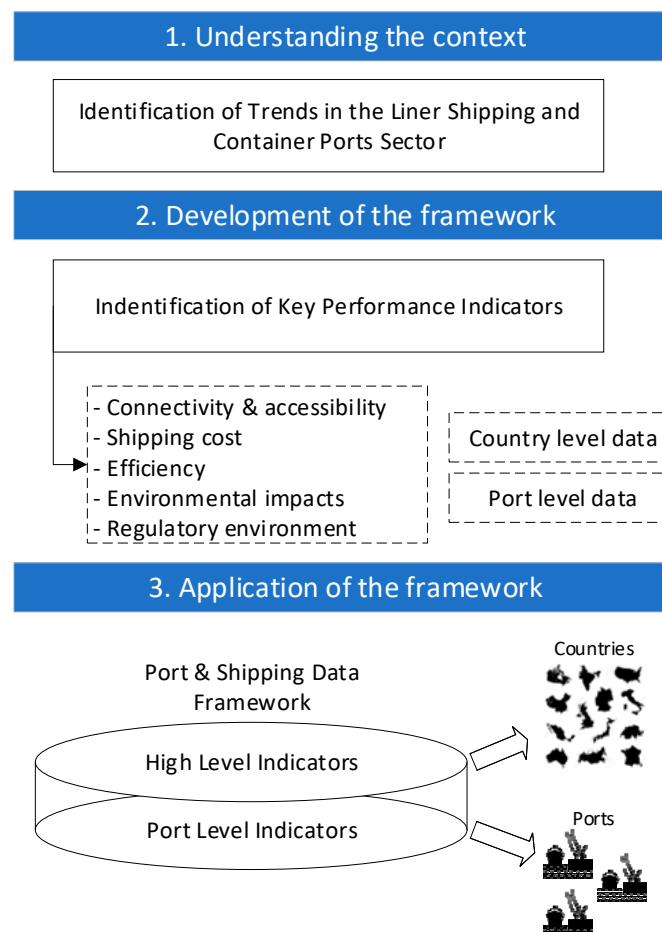 1. Understanding the context
Identification of Trends in the Liner Shipping and
Container Ports Sector
2. Development of the framework
Indentification of Key Performance Indicators
- Connectivity & accessibility
- Shipping cost
- Efficiency
- Environmental impacts
- Regulatory environment
Country level data
Port level data
3. Application of the framework
Port & Shipping Data
Framework
High Level Indicators
Port Level Indicators
Countries
Ports